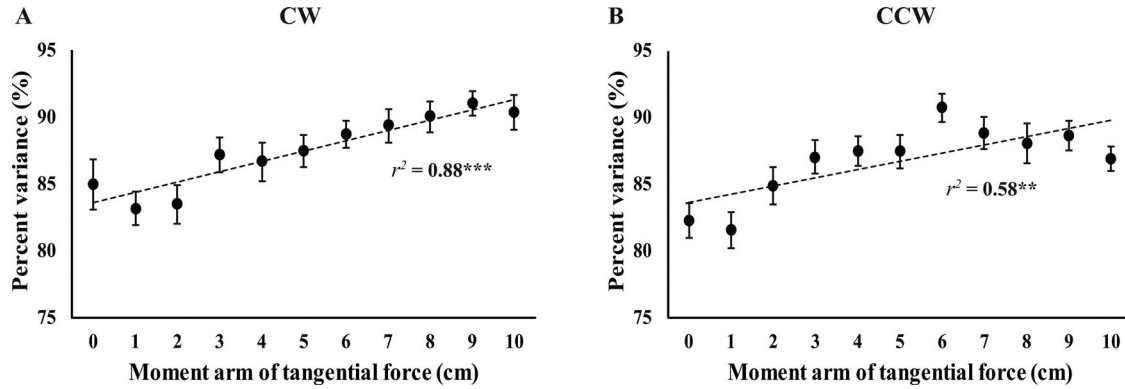 A
CW
Percent variance (%)
95
90
85
80
75
r² = 0.88***
0 1 2 3 4 5 6 7 8 9 10
Moment arm of tangential force (cm)
B
CCW
Percent variance (%)
95
90
85
80
75
r² = 0.58**
0 1 2 3 4 5 6 7 8 9 10
Moment arm of tangential force (cm)